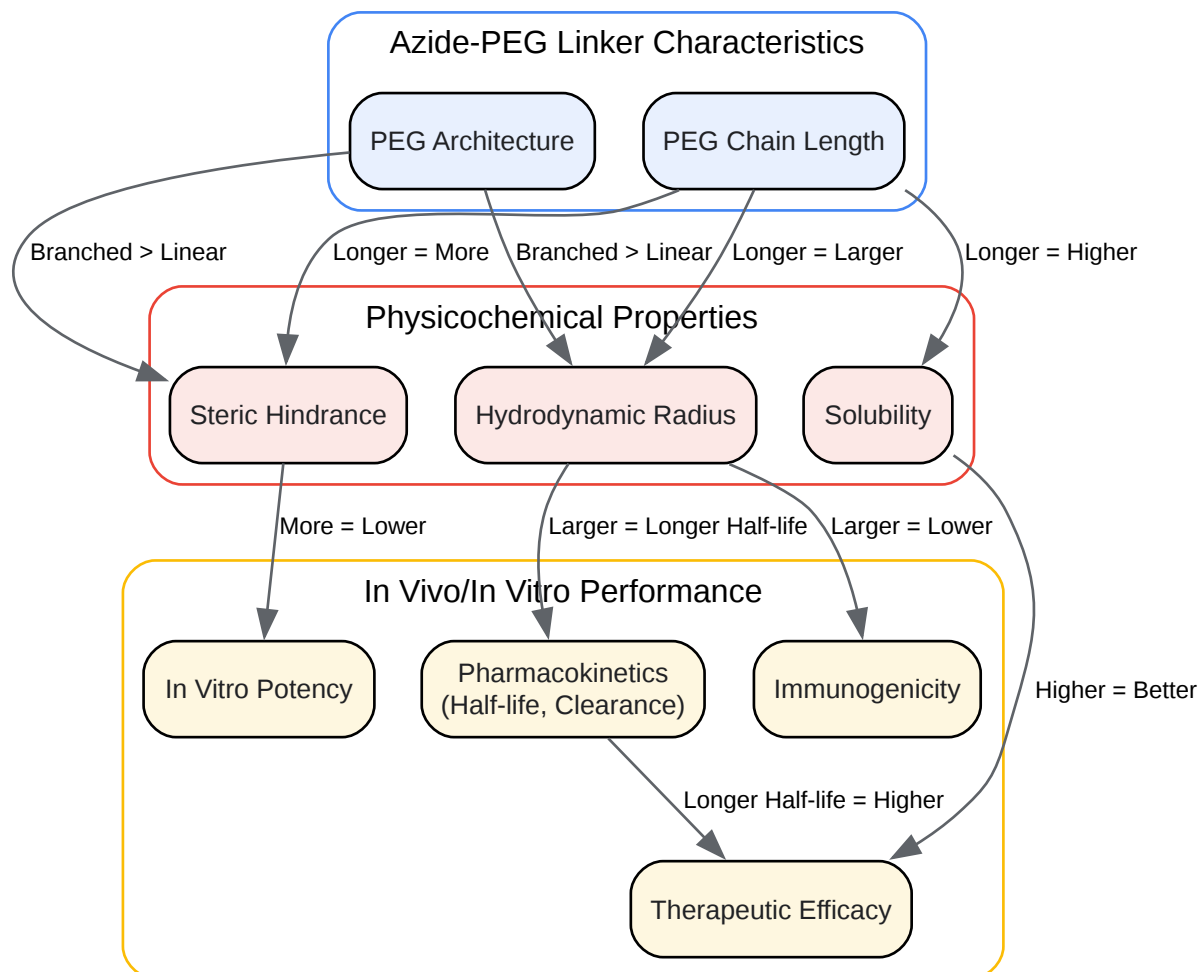 Azide-PEG Linker Characteristics
PEG Architecture
PEG Chain Length
Branched > Linear
Longer = More
Branched > Linear
Longer = Larger
Longer = Higher
Physicochemical Properties
Steric Hindrance
Hydrodynamic Radius
Solubility
More = Lower
Larger = Longer Half-life
Larger = Lower
In Vivo/In Vitro Performance
In Vitro Potency
Pharmacokinetics
(Half-life, Clearance)
Immunogenicity
Higher = Better
Longer Half-life = Higher
Therapeutic Efficacy